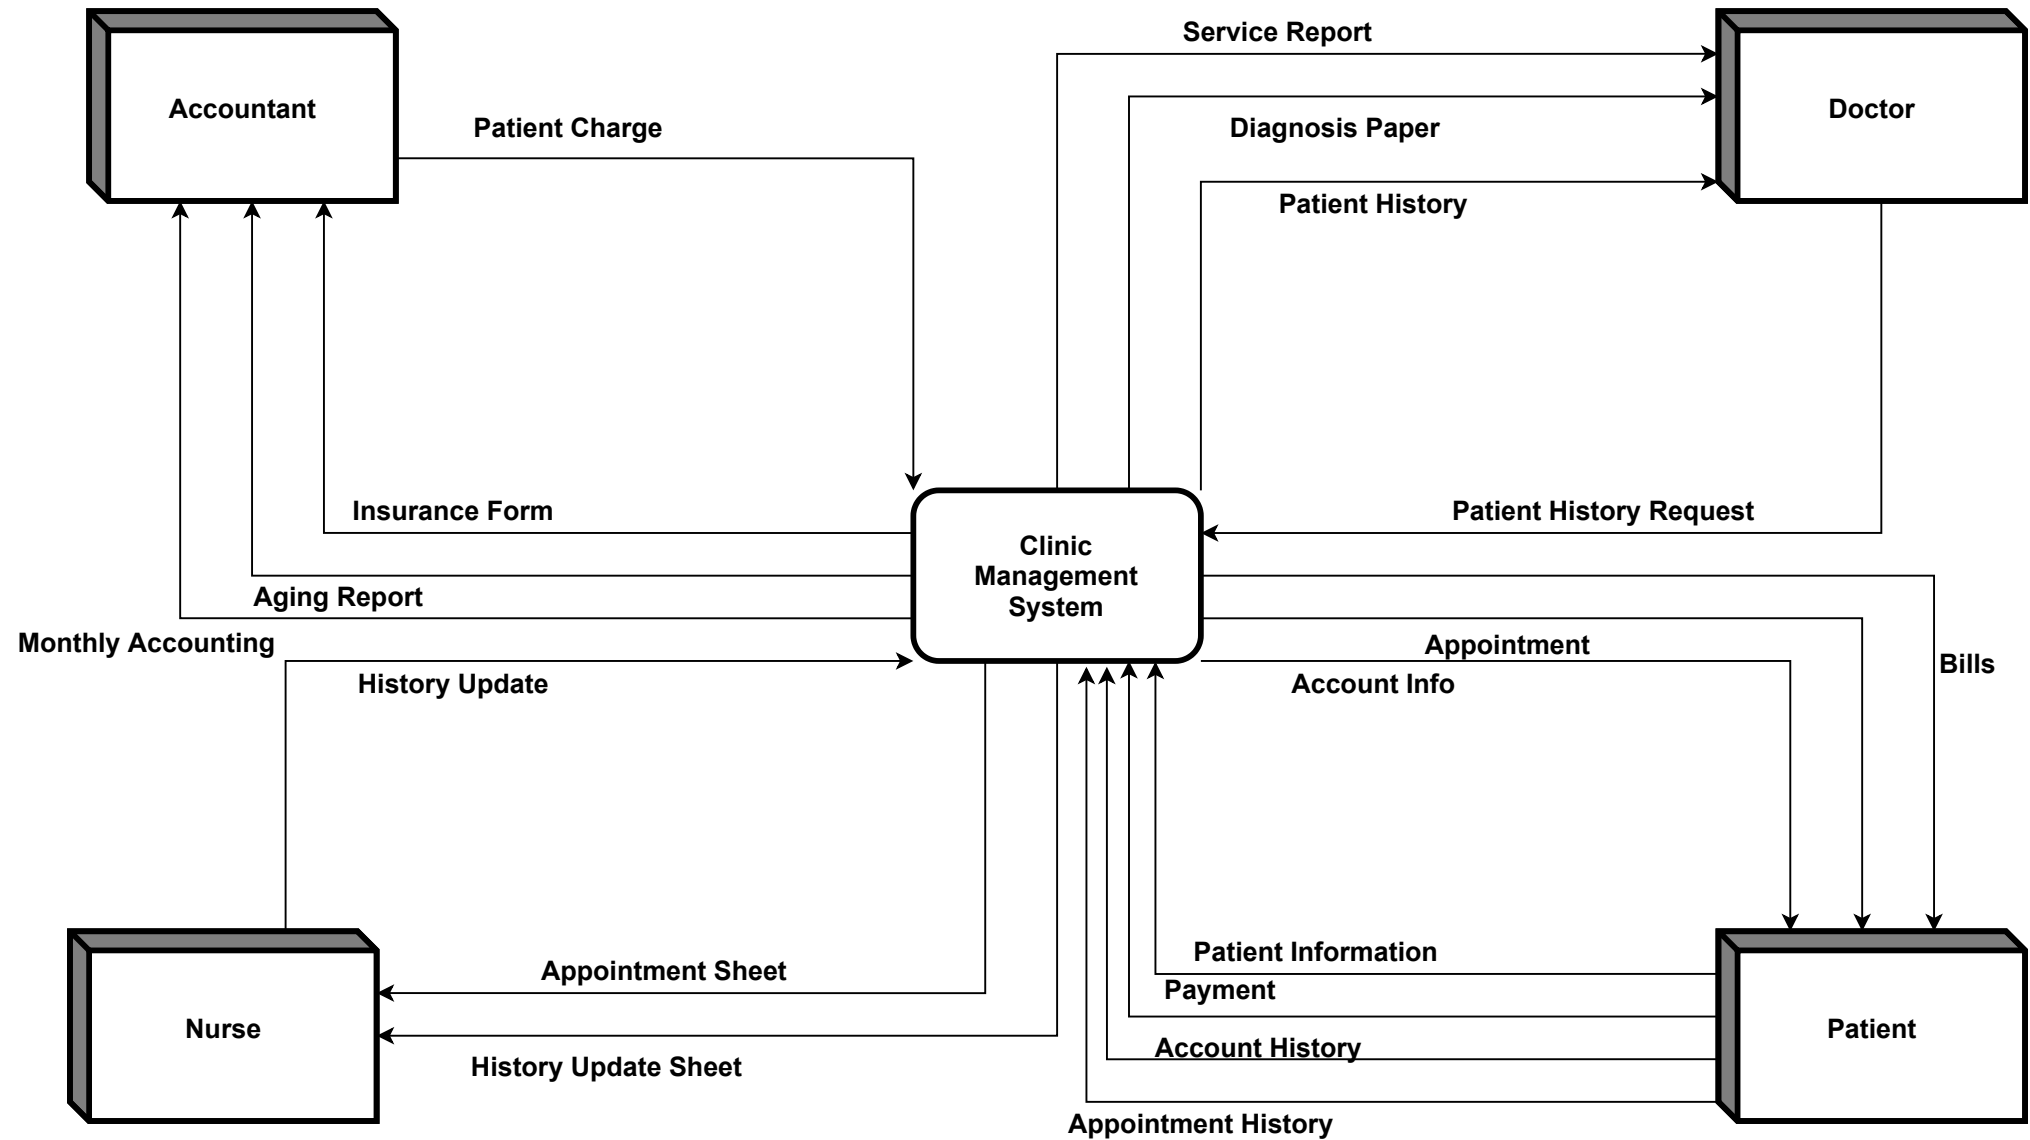 Service Report
Accountant
Doctor
Patient Charge
Diagnosis Paper
Patient History
Insurance Form
Patient History Request
Clinic
Management
System
Aging Report
Monthly Accounting
Appointment
Bills
History Update
Account Info
Patient Information
Appointment Sheet
Payment
Nurse
Patient
Account History
History Update Sheet
Appointment History